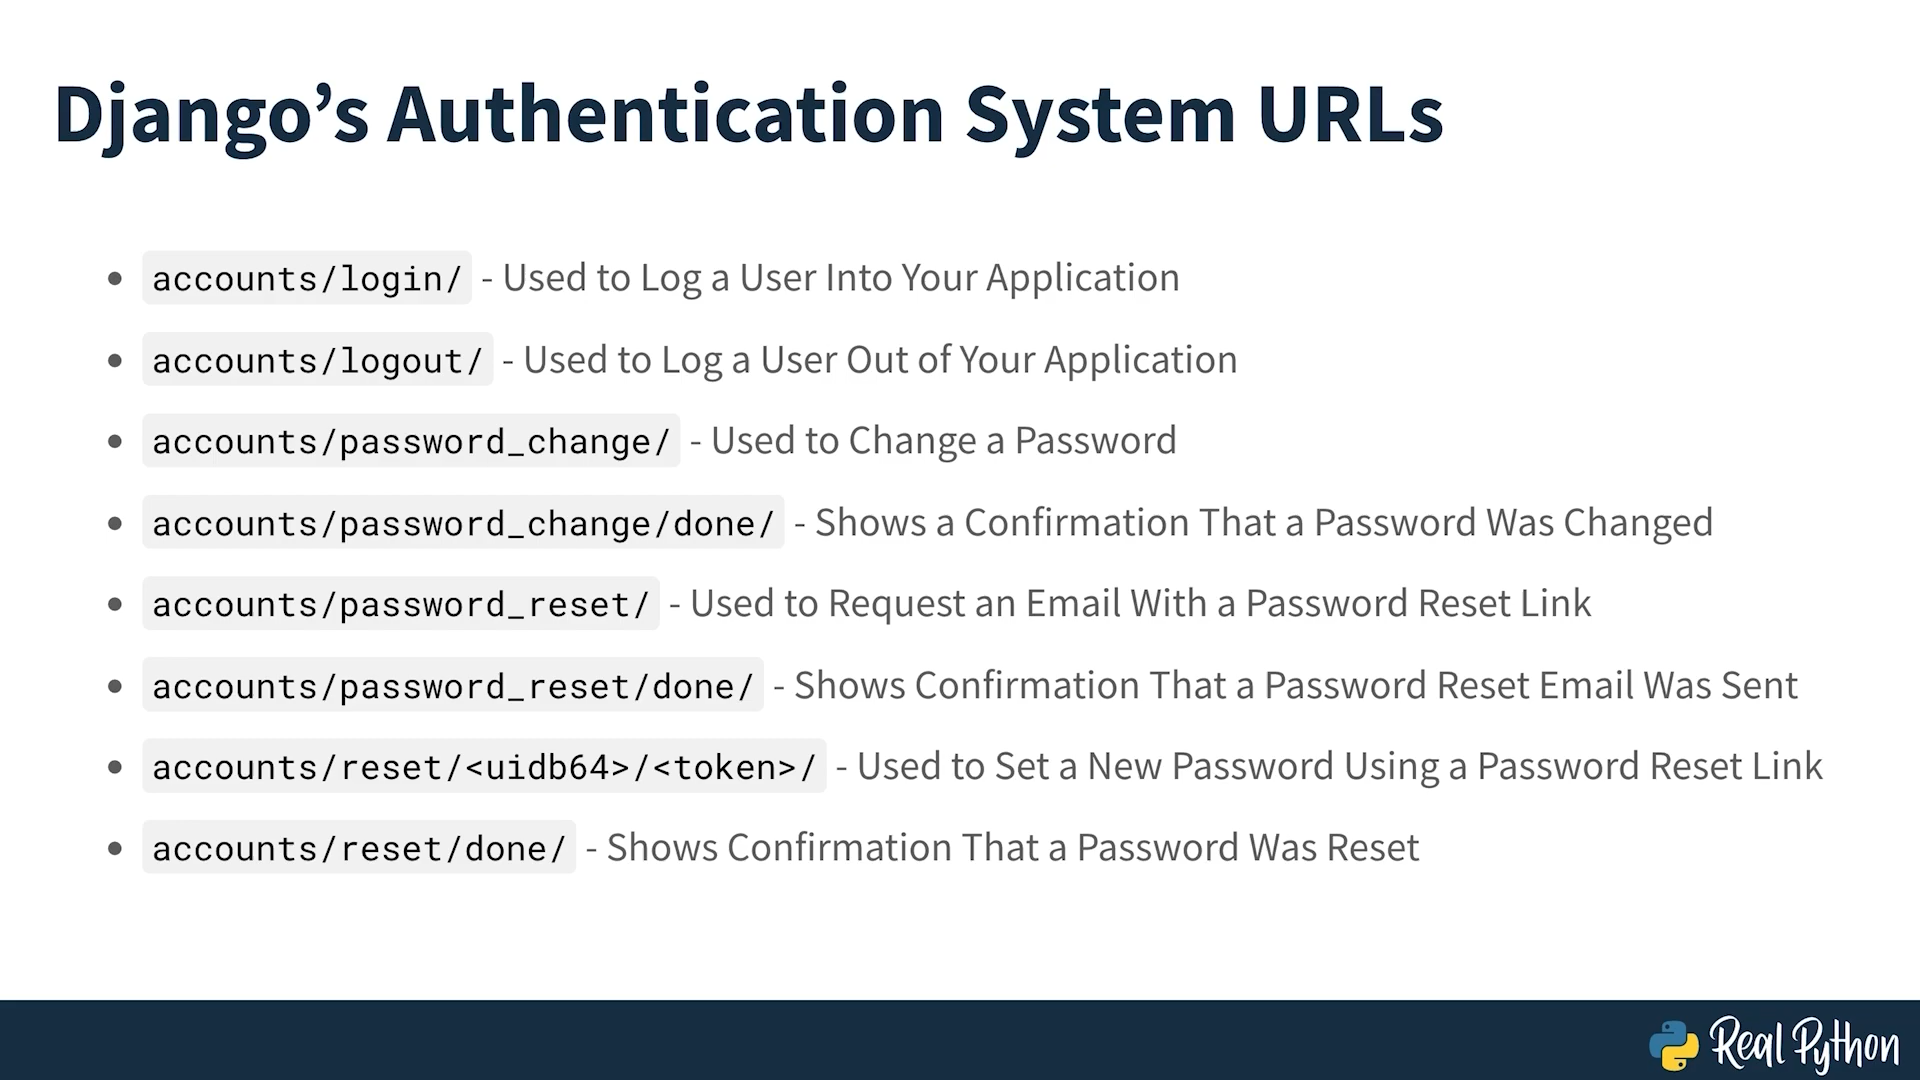 Django’s Authentication System URLs
• accounts/login/ - Used to Log a User Into Your Application
• accounts/logout/ - Used to Log a User Out of Your Application
• accounts/password_change/ - Used to Change a Password
• accounts/password_change/done/ - Shows a Confirmation That a Password Was Changed
• accounts/password_reset/ - Used to Request an Email With a Password Reset Link
• accounts/password_reset/done/ - Shows Confirmation That a Password Reset Email Was Sent
• accounts/reset/<uidb64>/<token>/ - Used to Set a New Password Using a Password Reset Link
• accounts/reset/done/ - Shows Confirmation That a Password Was Reset
Real Python